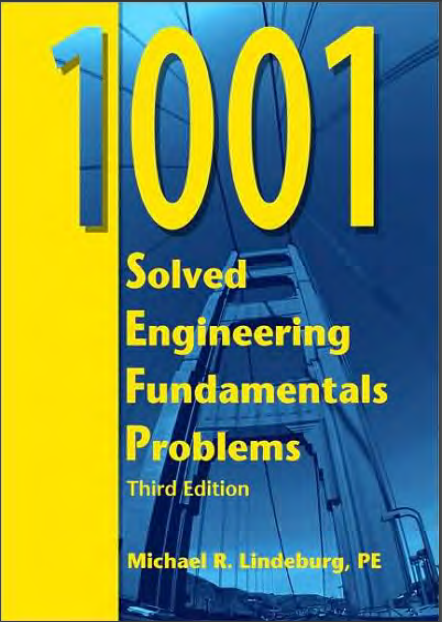 1001
Solved
Engineering
Fundamentals
Problems
Third Edition
Michael R. Lindeburg, PE